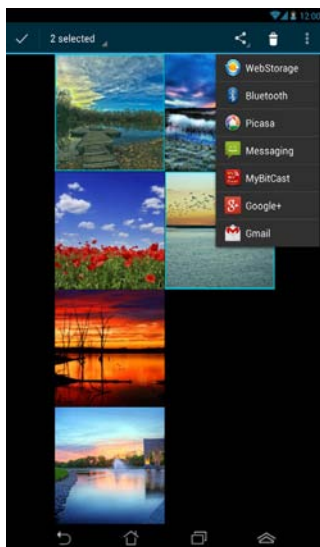 12:00
2 selected
WebStorage
Bluetooth
Picasa
Messaging
MyBitCast
Google+
Gmail